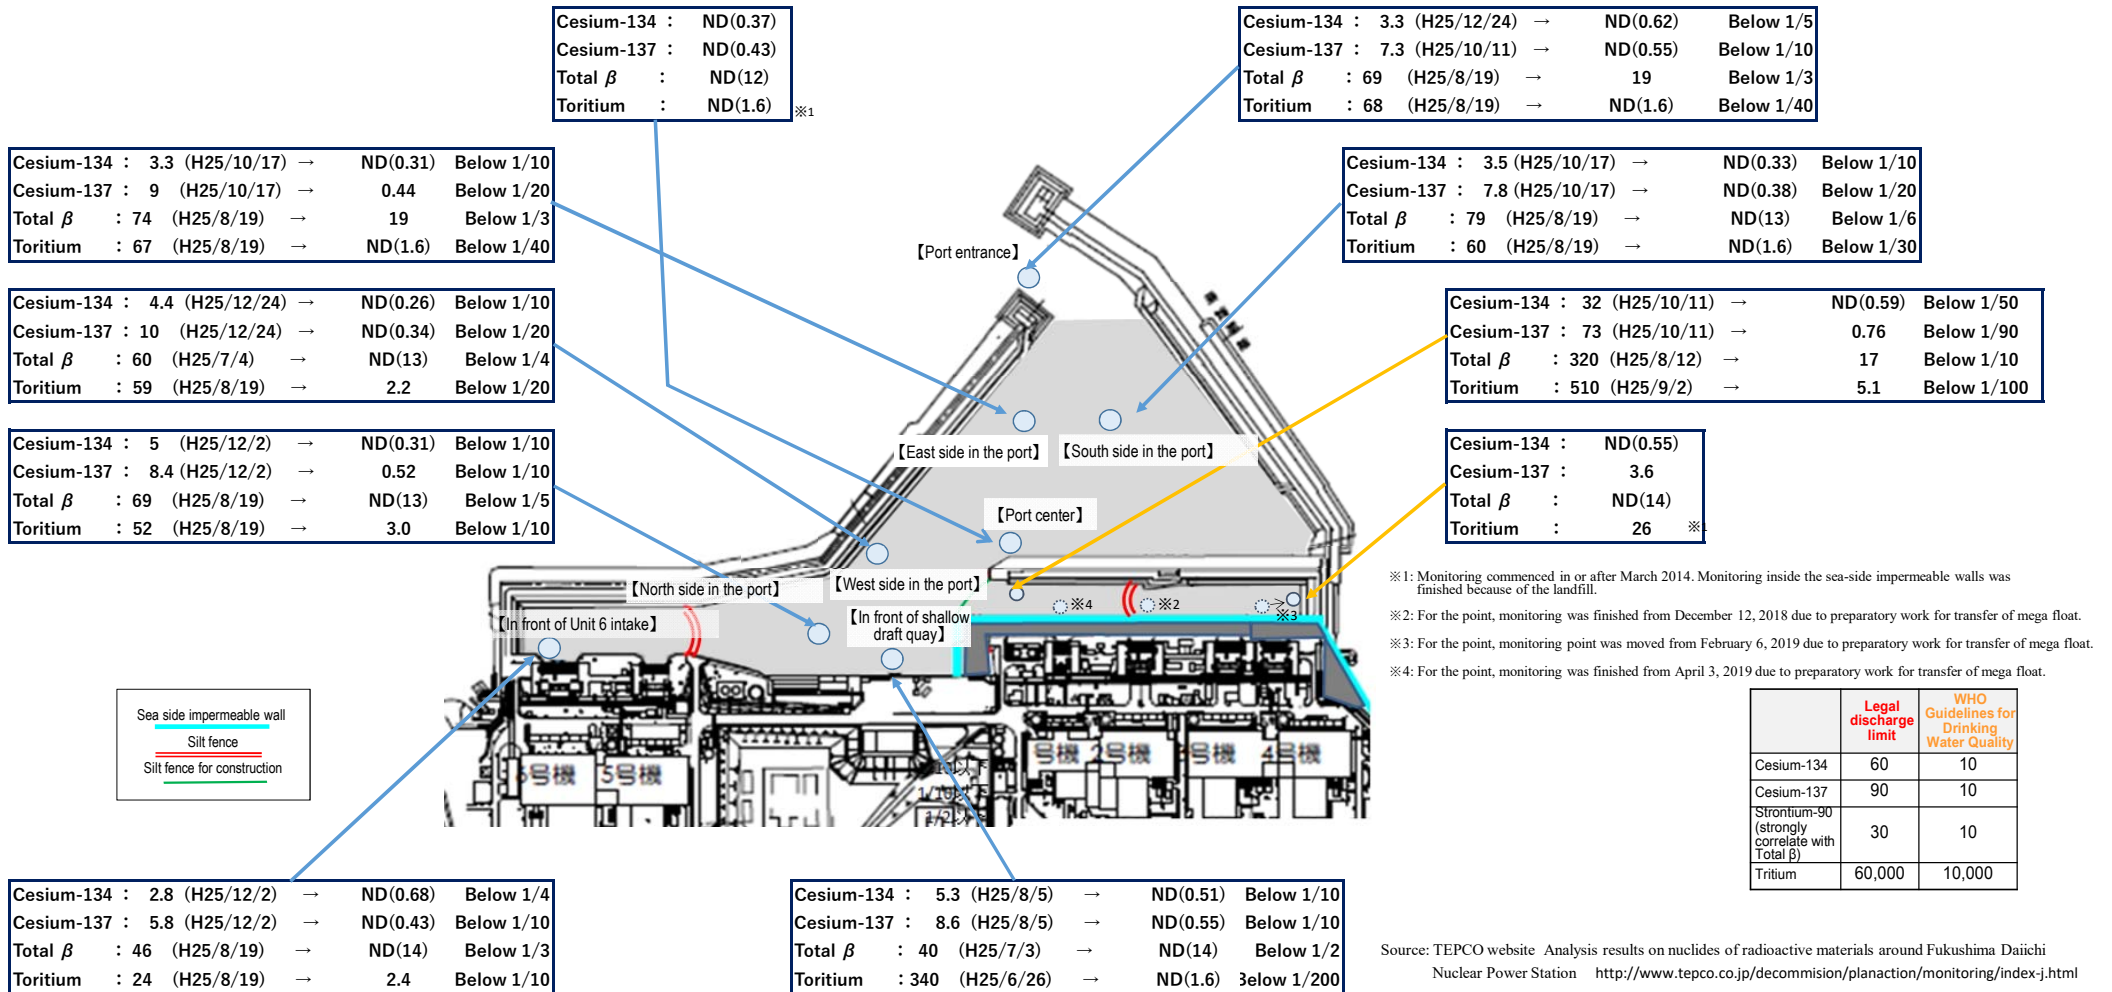 Cesium-134 : ND(0.37)
Cesium-137 : ND(0.43)
Total β : ND(12)
Toritium : ND(1.6) ※1
Cesium-134 : 3.3 (H25/12/24) → ND(0.62) Below 1/5
Cesium-137 : 7.3 (H25/10/11) → ND(0.55) Below 1/10
Total β : 69 (H25/8/19) → 19 Below 1/3
Toritium : 68 (H25/8/19) → ND(1.6) Below 1/40
Cesium-134 : 3.3 (H25/10/17) → ND(0.31) Below 1/10
Cesium-137 : 9 (H25/10/17) → 0.44 Below 1/20
Total β : 74 (H25/8/19) → 19 Below 1/3
Toritium : 67 (H25/8/19) → ND(1.6) Below 1/40
Cesium-134 : 3.5 (H25/10/17) → ND(0.33) Below 1/10
Cesium-137 : 7.8 (H25/10/17) → ND(0.38) Below 1/20
Total β : 79 (H25/8/19) → ND(13) Below 1/6
Toritium : 60 (H25/8/19) → ND(1.6) Below 1/30
Cesium-134 : 4.4 (H25/12/24) → ND(0.26) Below 1/10
Cesium-137 : 10 (H25/12/24) → ND(0.34) Below 1/20
Total β : 60 (H25/7/4) → ND(13) Below 1/4
Toritium : 59 (H25/8/19) → 2.2 Below 1/20
Cesium-134 : 32 (H25/10/11) → ND(0.59) Below 1/50
Cesium-137 : 73 (H25/10/11) → 0.76 Below 1/90
Total β : 320 (H25/8/12) → 17 Below 1/10
Toritium : 510 (H25/9/2) → 5.1 Below 1/100
Cesium-134 : 5 (H25/12/2) → ND(0.31) Below 1/10
Cesium-137 : 8.4 (H25/12/2) → 0.52 Below 1/10
Total β : 69 (H25/8/19) → ND(13) Below 1/5
Toritium : 52 (H25/8/19) → 3.0 Below 1/10
Cesium-134 : ND(0.55)
Cesium-137 : 3.6
Total β : ND(14)
Toritium : 26 ※1
【Port entrance】
【East side in the port】
【South side in the port】
【Port center】
【West side in the port】
【North side in the port】
【In front of shallow
draft quay】
【In front of Unit 6 intake】
※4
※2
※3
6号機 5号機
号機 2号機 号機 4号機
※1: Monitoring commenced in or after March 2014. Monitoring inside the sea-side impermeable walls was
finished because of the landfill.
※2: For the point, monitoring was finished from December 12, 2018 due to preparatory work for transfer of mega float.
※3: For the point, monitoring point was moved from February 6, 2019 due to preparatory work for transfer of mega float.
※4: For the point, monitoring was finished from April 3, 2019 due to preparatory work for transfer of mega float.
Sea side impermeable wall
Silt fence
Silt fence for construction
Legal discharge limit
WHO Guidelines for Drinking Water Quality
Cesium-134 60 10
Cesium-137 90 10
Strontium-90 (strongly correlate with Total β) 30 10
Tritium 60,000 10,000
Cesium-134 : 2.8 (H25/12/2) → ND(0.68) Below 1/4
Cesium-137 : 5.8 (H25/12/2) → ND(0.43) Below 1/10
Total β : 46 (H25/8/19) → ND(14) Below 1/3
Toritium : 24 (H25/8/19) → 2.4 Below 1/10
Cesium-134 : 5.3 (H25/8/5) → ND(0.51) Below 1/10
Cesium-137 : 8.6 (H25/8/5) → ND(0.55) Below 1/10
Total β : 40 (H25/7/3) → ND(14) Below 1/2
Toritium : 340 (H25/6/26) → ND(1.6) Below 1/200
Source: TEPCO website Analysis results on nuclides of radioactive materials around Fukushima Daiichi
Nuclear Power Station http://www.tepco.co.jp/decommision/planaction/monitoring/index-j.html